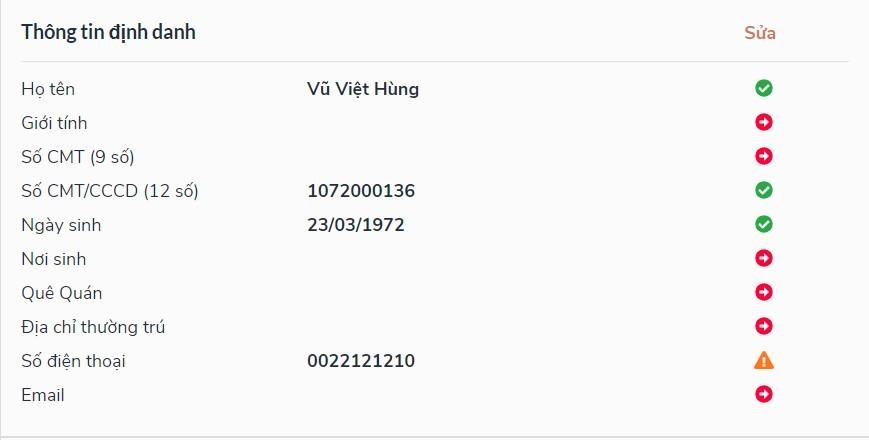 Thông tin định danh Sửa
Họ tên Vũ Việt Hùng
Giới tính
Số CMT (9 số)
Số CMT/CCCD (12 số) 1072000136
Ngày sinh 23/03/1972
Nơi sinh
Quê Quán
Địa chỉ thường trú
Số điện thoại 0022121210
Email